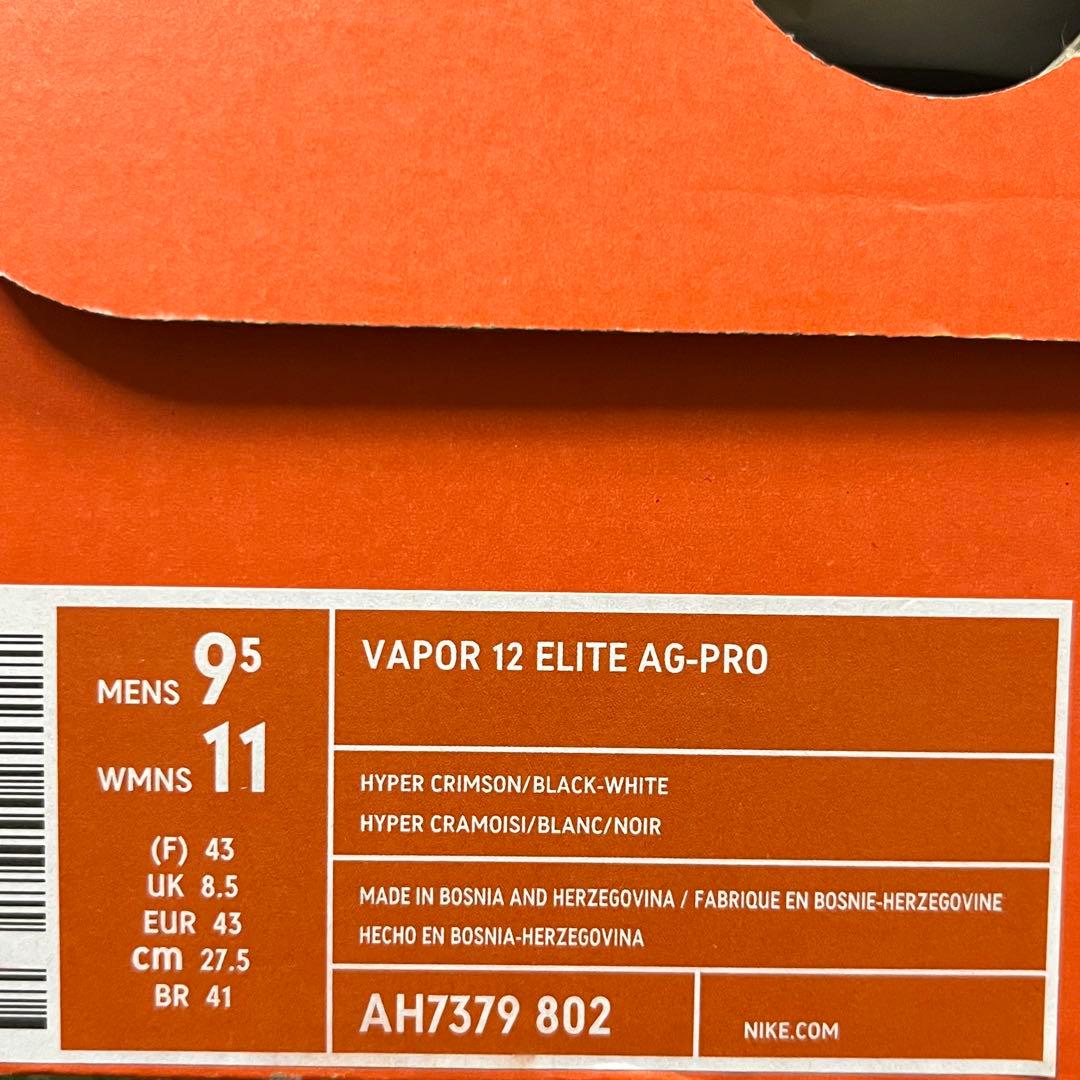 MENS 9⁵
WMNS 11
(F) 43
UK 8.5
EUR 43
cm 27.5
BR 41
VAPOR 12 ELITE AG-PRO
HYPER CRIMSON/BLACK-WHITE
HYPER CRAMOISI/BLANC/NOIR
MADE IN BOSNIA AND HERZEGOVINA / FABRIQUE EN BOSNIE-HERZEGOVINE
HECHO EN BOSNIA-HERZEGOVINA
AH7379 802
NIKE.COM